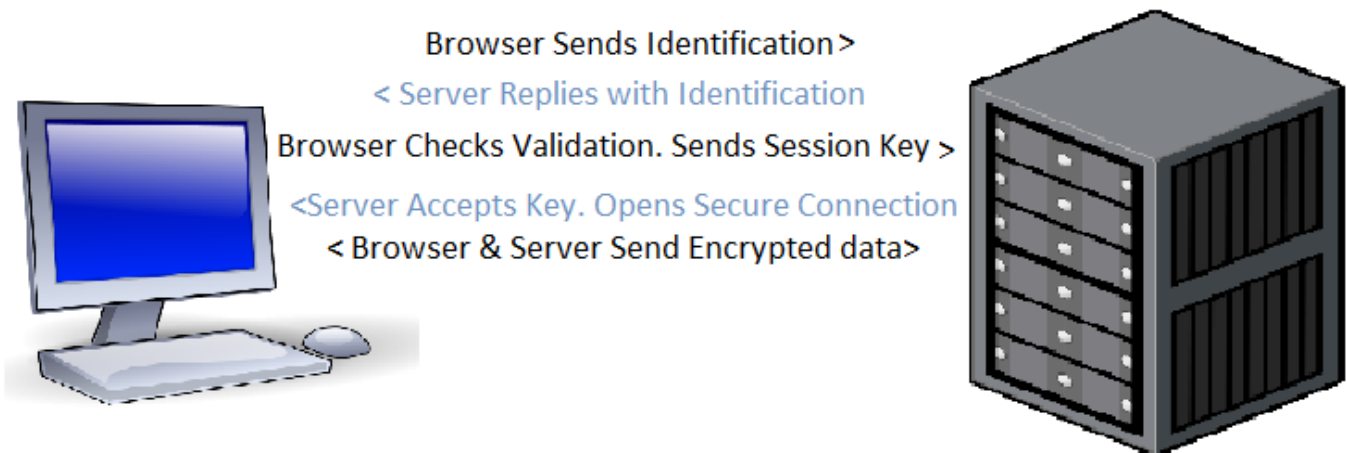 Browser Sends Identification>
< Server Replies with Identification
Browser Checks Validation. Sends Session Key >
<Server Accepts Key. Opens Secure Connection
< Browser & Server Send Encrypted data>